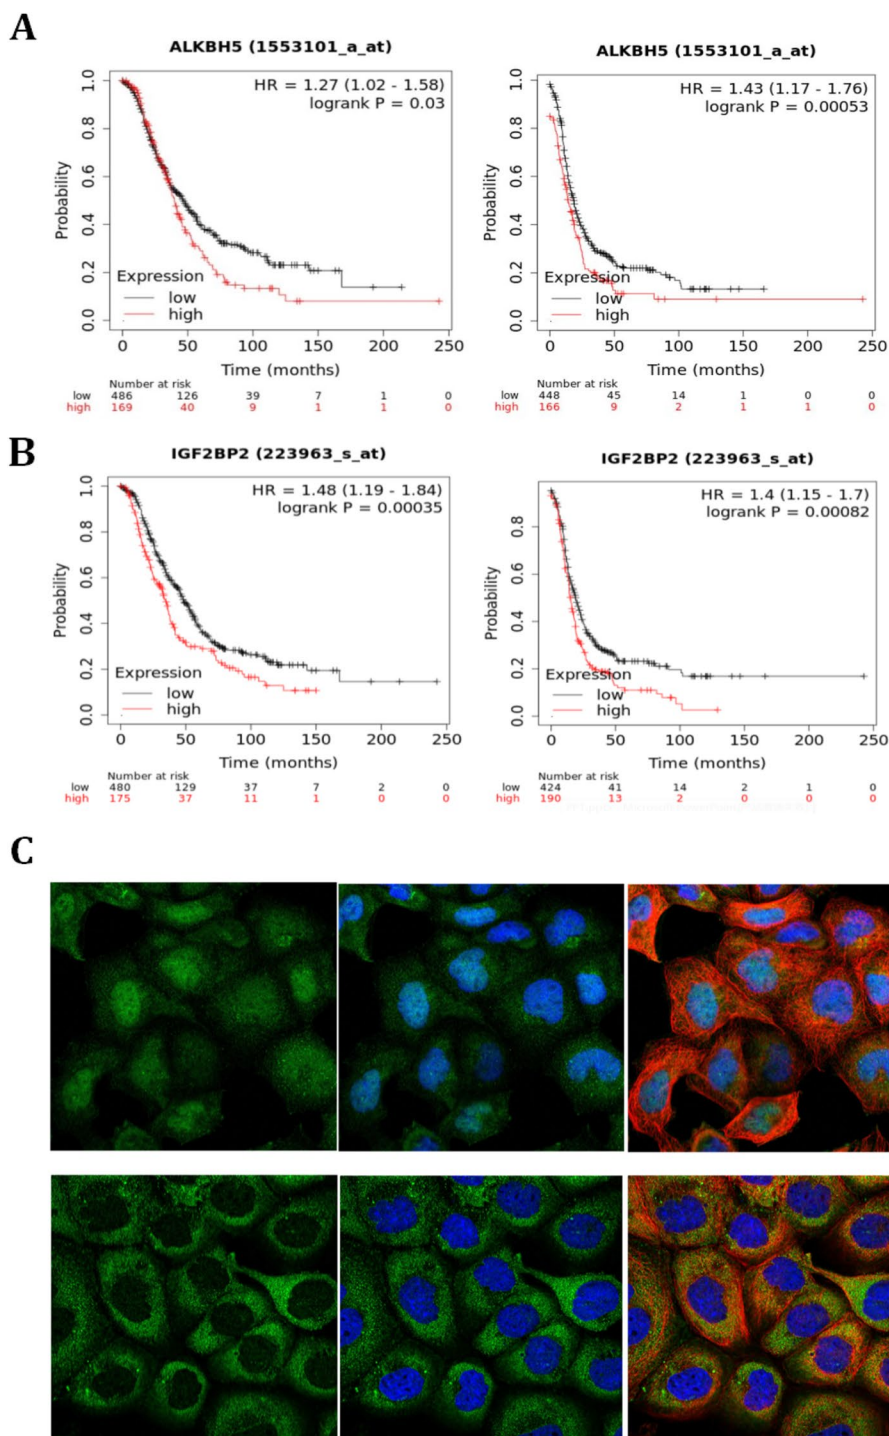 A
ALKBH5 (1553101_a_at)
HR = 1.27 (1.02 - 1.58)
logrank P = 0.03
Probability
1.0
0.8
0.6
0.4
0.2
0.0
Expression
low
high
0 50 100 150 200 250
Time (months)
Number at risk
low 486 126 39 7 1 0
high 169 40 9 1 1 0
ALKBH5 (1553101_a_at)
HR = 1.43 (1.17 - 1.76)
logrank P = 0.00053
Probability
1.0
0.8
0.6
0.4
0.2
0.0
Expression
low
high
0 50 100 150 200 250
Time (months)
Number at risk
low 448 45 14 1 0 0
high 166 9 2 1 1 0
B
IGF2BP2 (223963_s_at)
HR = 1.48 (1.19 - 1.84)
logrank P = 0.00035
Probability
1.0
0.8
0.6
0.4
0.2
0.0
Expression
low
high
0 50 100 150 200 250
Time (months)
Number at risk
low 480 129 37 7 2 0
high 175 37 11 1 0 0
IGF2BP2 (223963_s_at)
HR = 1.4 (1.15 - 1.7)
logrank P = 0.00082
Probability
0.8
0.6
0.4
0.2
0.0
Expression
low
high
0 50 100 150 200 250
Time (months)
Number at risk
low 424 41 14 2 1 0
high 190 13 2 0 0 0
C